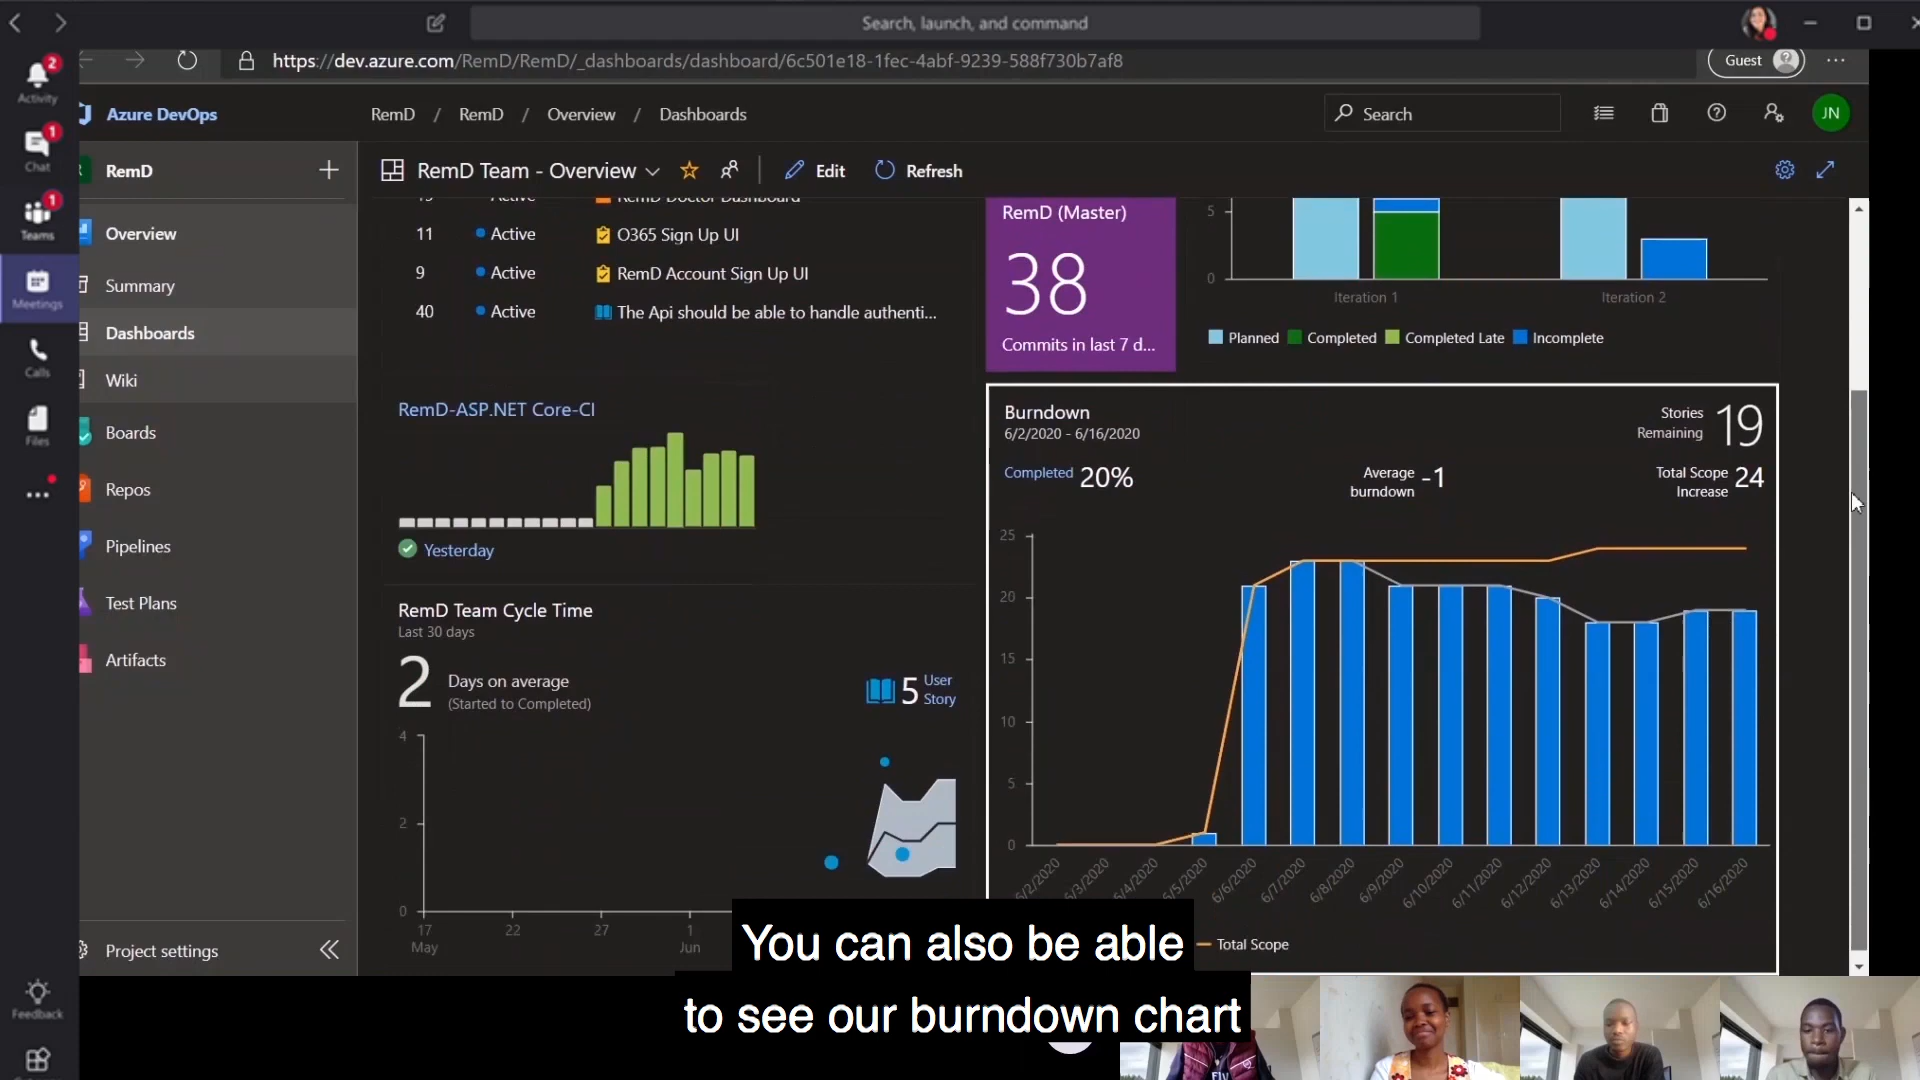 Search, launch, and command
https://dev.azure.com/RemD/RemD/_dashboards/dashboard/6c501e18-1fec-4abf-9239-588f730b7af8
Guest
Activity 2
Chat 1
Teams 1
Meetings
Calls
Files
Feedback
Azure DevOps
RemD / RemD / Overview / Dashboards
Search
JN
RemD
RemD Team - Overview
Edit
Refresh
Overview
Summary
Dashboards
Wiki
Boards
Repos
Pipelines
Test Plans
Artifacts
Project settings
RemD Doctor Dashboard
11 Active O365 Sign Up UI
9 Active RemD Account Sign Up UI
40 Active The Api should be able to handle authenti...
RemD (Master)
38
Commits in last 7 d...
5
0
Iteration 1
Iteration 2
Planned Completed Completed Late Incomplete
RemD-ASP.NET Core-CI
Yesterday
RemD Team Cycle Time
Last 30 days
2 Days on average
(Started to Completed)
5 User
Story
4
2
0
17
May
22
27
1
Jun
Burndown
6/2/2020 - 6/16/2020
Stories
Remaining 19
Completed 20%
Average
burndown -1
Total Scope
Increase 24
25
20
15
10
5
0
6/2/2020
6/3/2020
6/4/2020
6/5/2020
6/6/2020
6/7/2020
6/8/2020
6/9/2020
6/10/2020
6/11/2020
6/12/2020
6/13/2020
6/14/2020
6/15/2020
6/16/2020
Total Scope
You can also be able
to see our burndown chart